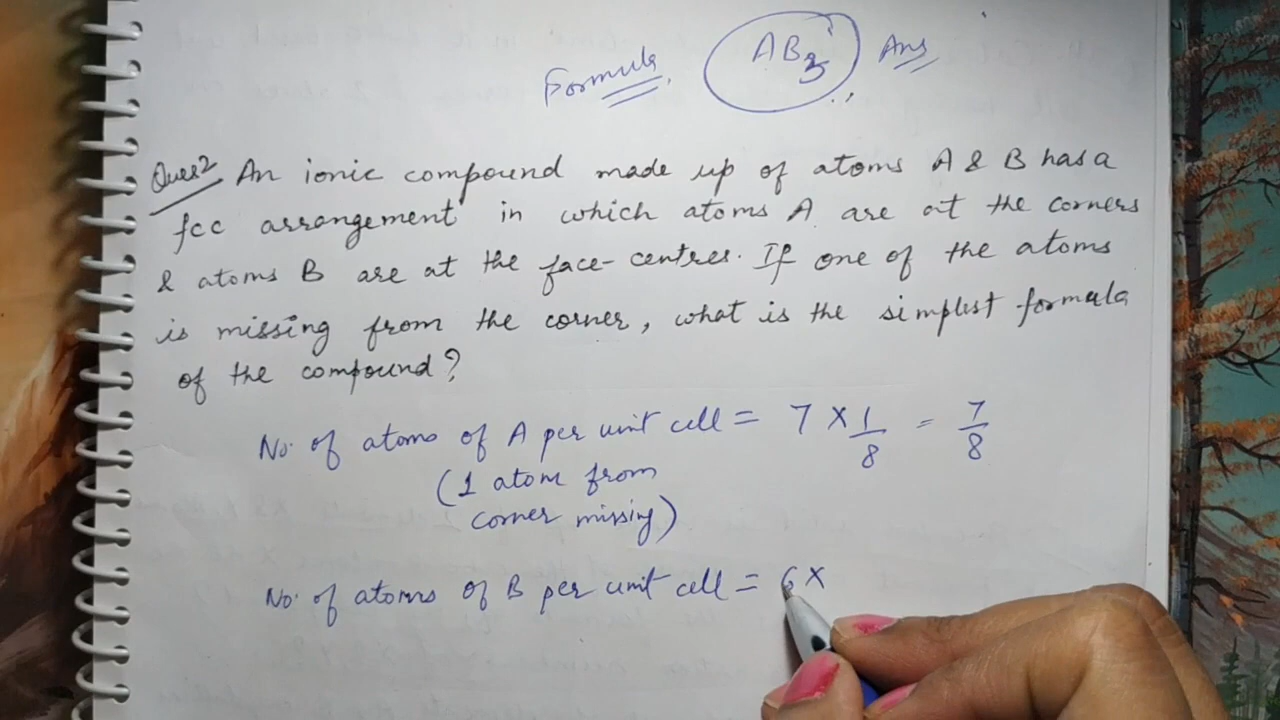 Formula. AB3 Ans
Ques2 An ionic compound made up of atoms A & B has a
fcc arrangement in which atoms A are at the corners
& atoms B are at the face-centres. If one of the atoms
is missing from the corner, what is the simplest formula
of the compound?
No. of atoms of A per unit cell = 7 X 1/8 = 7/8
(1 atom from
corner missing)
No. of atoms of B per unit cell = 6 X